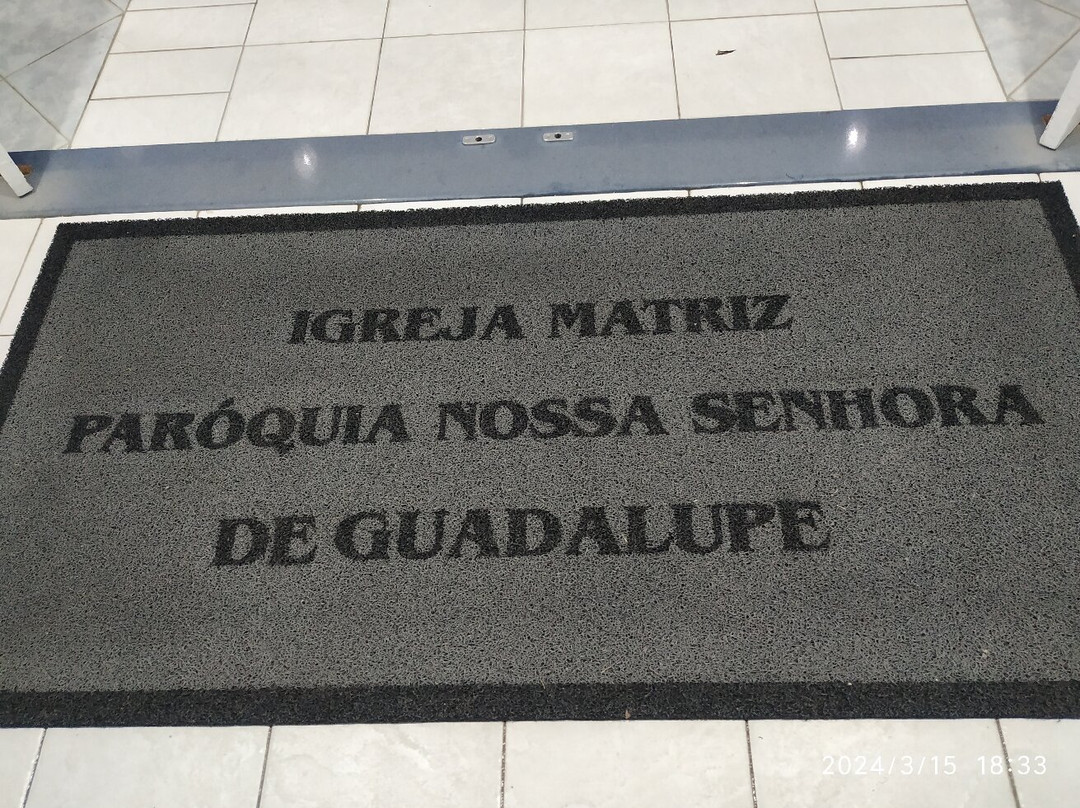 IGREJA MATRIZ
PARÓQUIA NOSSA SENHORA
DE GUADALUPE
2024/3/15 18:33